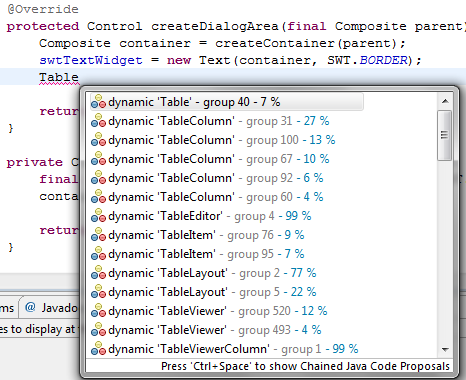 @Override
protected Control createDialogArea(final Composite parent)
Composite container = createContainer(parent);
swtTextWidget = new Text(container, SWT.BORDER);
Table
dynamic 'Table' - group 40 - 7 %
dynamic 'TableColumn' - group 31 - 27 %
retur
dynamic 'TableColumn' - group 100 - 13 %
}
dynamic 'TableColumn' - group 67 - 10 %
dynamic 'TableColumn' - group 92 - 6 %
private C
dynamic 'TableColumn' - group 60 - 4 %
fina
dynamic 'TableEditor' - group 4 - 99 %
conta
dynamic 'TableItem' - group 76 - 9 %
dynamic 'TableItem' - group 95 - 7 %
retur
dynamic 'TableLayout' - group 2 - 77 %
}
dynamic 'TableLayout' - group 5 - 22 %
ms @ Javado
dynamic 'TableViewer' - group 520 - 12 %
es to display at t
dynamic 'TableViewer' - group 493 - 4 %
dynamic 'TableViewerColumn' - group 1 - 99 %
Press 'Ctrl+Space' to show Chained Java Code Proposals